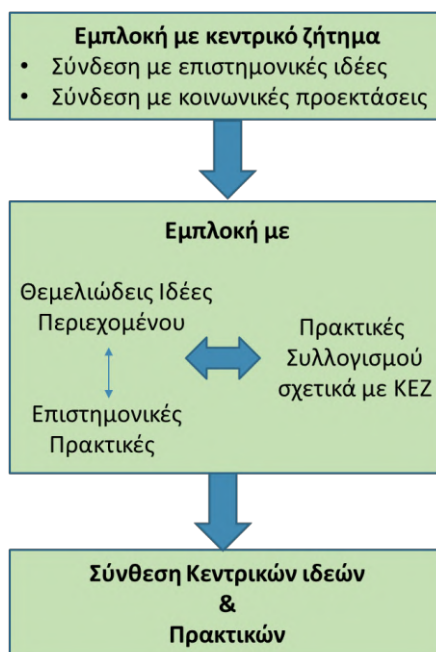 Εμπλοκή με κεντρικό ζήτημα
• Σύνδεση με επιστημονικές ιδέες
• Σύνδεση με κοινωνικές προεκτάσεις
Εμπλοκή με
Θεμελιώδεις Ιδέες
Περιεχομένου
Επιστημονικές
Πρακτικές
Πρακτικές
Συλλογισμού
σχετικά με ΚΕΖ
Σύνθεση Κεντρικών ιδεών
&
Πρακτικών